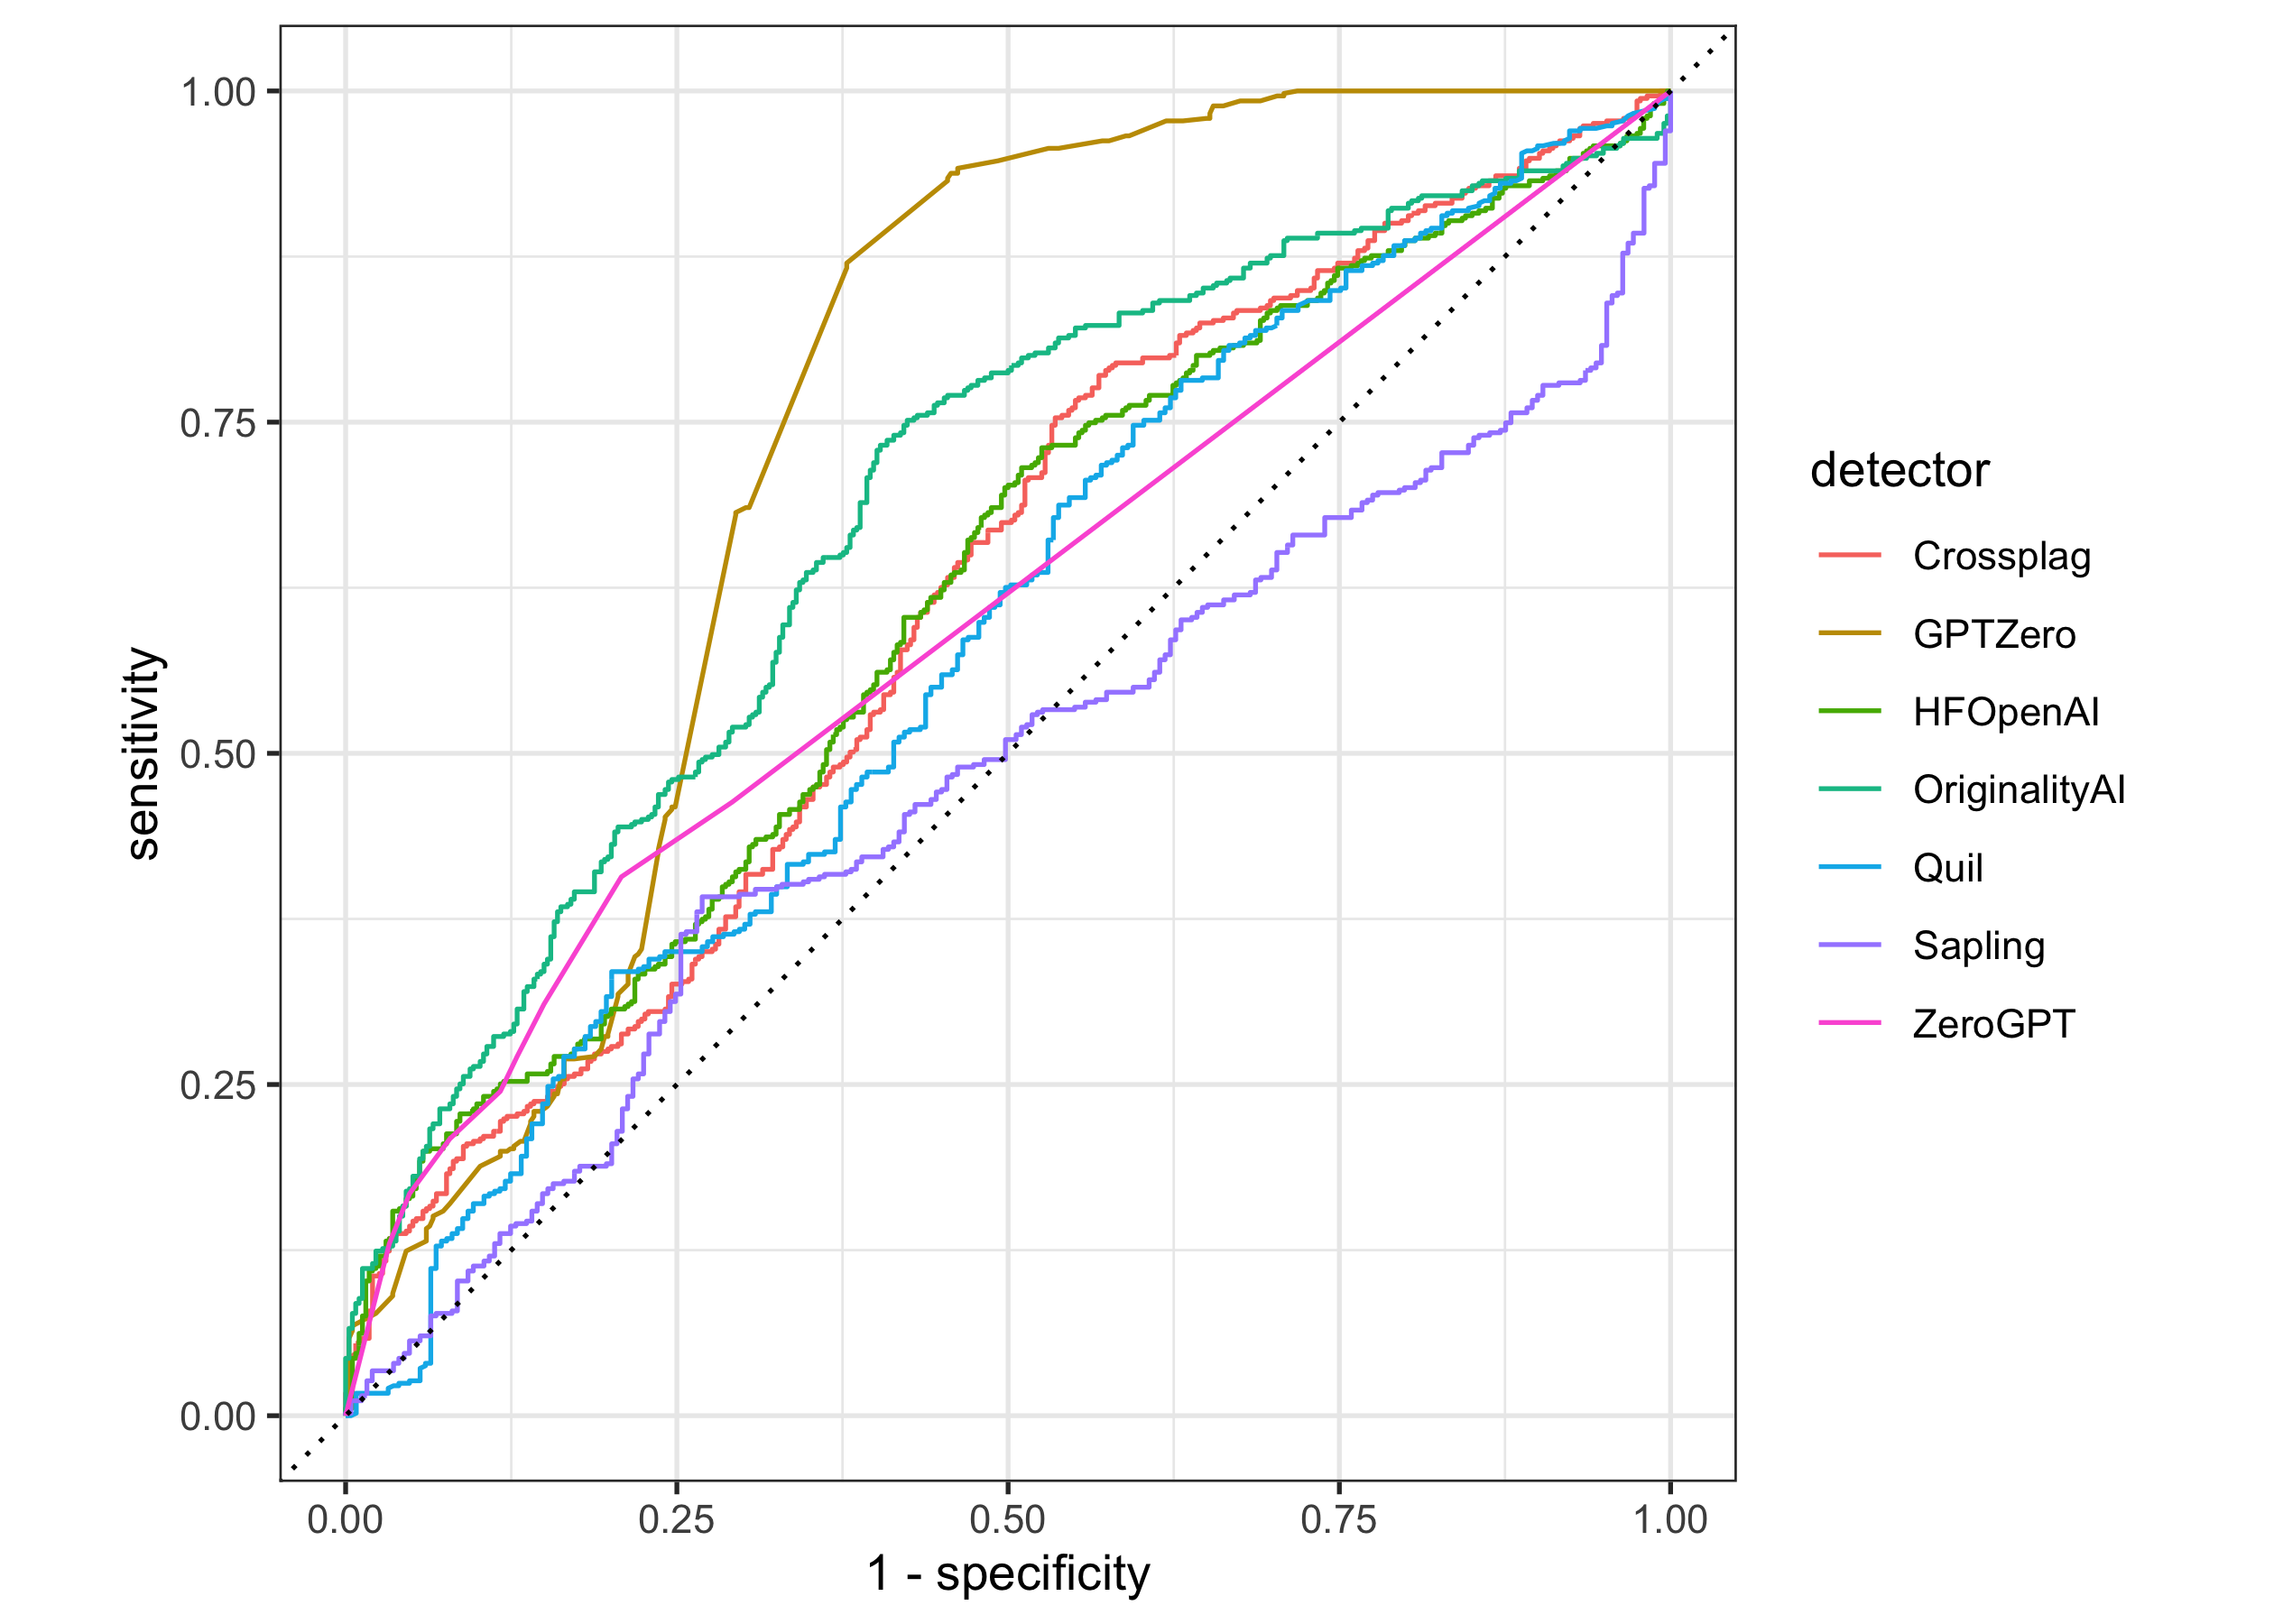 1.00
0.75
0.50
0.25
0.00
sensitivity
0.00 0.25 0.50 0.75 1.00
1 - specificity
detector
Crossplag
GPTZero
HFOpenAI
OriginalityAI
Quil
Sapling
ZeroGPT